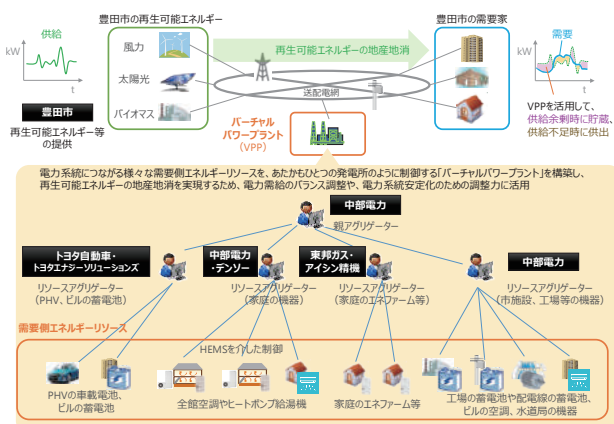 豊田市の再生可能エネルギー
豊田市の需要家
供給
kW
t
風力
太陽光
バイオマス
再生可能エネルギーの地産地消
送配電網
需要
kW
t
豊田市
再生可能エネルギー等
の提供
バーチャル
パワープラント
(VPP)
VPPを活用して、
供給余剰時に貯蔵、
供給不足時に供出
電力系統につながる様々な需要側エネルギーリソースを、あたかもひとつの発電所のように制御する「バーチャルパワープラント」を構築し、
再生可能エネルギーの地産地消を実現するため、電力需給のバランス調整や、電力系統安定化のための調整力に活用
中部電力
親アグリゲーター
トヨタ自動車・
トヨタエナジーソリューションズ
リソースアグリゲーター
(PHV、ビルの蓄電池)
中部電力
・デンソー
リソースアグリゲーター
(家庭の機器)
東邦ガス・
アイシン精機
リソースアグリゲーター
(家庭のエネファーム等)
中部電力
リソースアグリゲーター
(市施設、工場等の機器)
需要側エネルギーリソース
HEMSを介した制御
PHVの車載電池、
ビルの蓄電池
全館空調やヒートポンプ給湯機
家庭のエネファーム等
工場の蓄電池や配電線の蓄電池、
ビルの空調、水道局の機器